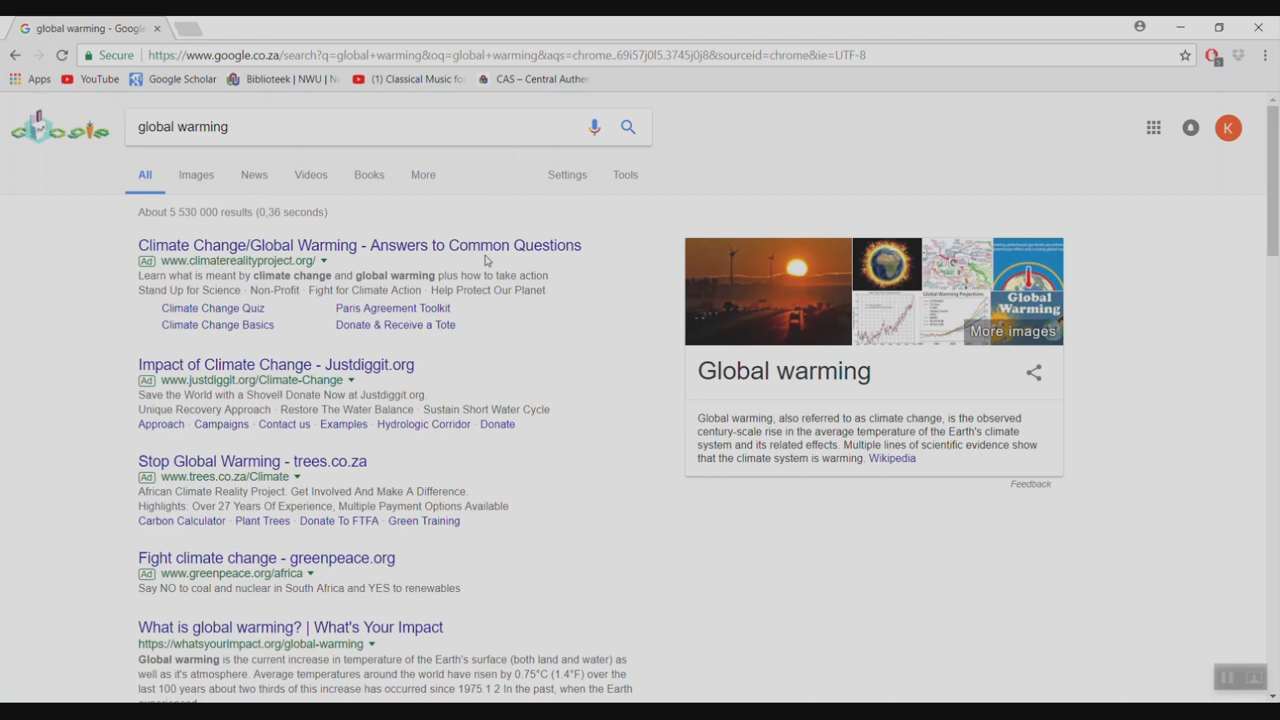 global warming - Google
Secure https://www.google.co.za/search?q=global+warming&oq=global+warming&aqs=chrome..69i57j0l5.3745j0j8&sourceid=chrome&ie=UTF-8
Apps YouTube Google Scholar Biblioteek | NWU | (1) Classical Music for CAS – Central Authen
global warming
K
All Images News Videos Books More Settings Tools
About 5 530 000 results (0,36 seconds)
Climate Change/Global Warming - Answers to Common Questions
Ad www.climaterealityproject.org/
Learn what is meant by climate change and global warming plus how to take action
Stand Up for Science · Non-Profit · Fight for Climate Action · Help Protect Our Planet
Climate Change Quiz Paris Agreement Toolkit
Climate Change Basics Donate & Receive a Tote
Impact of Climate Change - Justdiggit.org
Ad www.justdiggit.org/Climate-Change
Save the World with a Shovel! Donate Now at Justdiggit.org.
Unique Recovery Approach · Restore The Water Balance · Sustain Short Water Cycle
Approach · Campaigns · Contact us · Examples · Hydrologic Corridor · Donate
Stop Global Warming - trees.co.za
Ad www.trees.co.za/Climate
African Climate Reality Project. Get Involved And Make A Difference.
Highlights: Over 27 Years Of Experience, Multiple Payment Options Available
Carbon Calculator · Plant Trees · Donate To FTFA · Green Training
Fight climate change - greenpeace.org
Ad www.greenpeace.org/africa
Say NO to coal and nuclear in South Africa and YES to renewables
What is global warming? | What's Your Impact
https://whatsyourimpact.org/global-warming
Global warming is the current increase in temperature of the Earth's surface (both land and water) as
well as it's atmosphere. Average temperatures around the world have risen by 0.75°C (1.4°F) over the
last 100 years about two thirds of this increase has occurred since 1975.1 2 In the past, when the Earth
experienced
Global Warming Projections
Global
Warming
More images
Global warming
Global warming, also referred to as climate change, is the observed
century-scale rise in the average temperature of the Earth's climate
system and its related effects. Multiple lines of scientific evidence show
that the climate system is warming. Wikipedia
Feedback